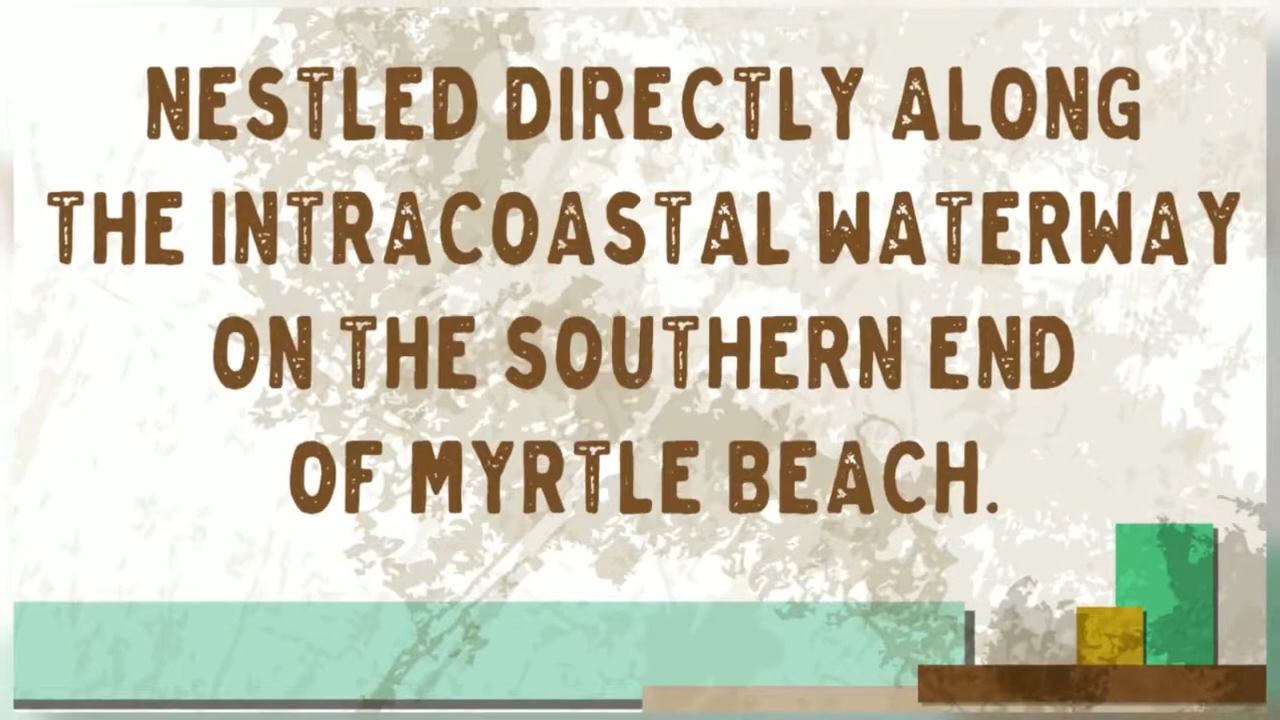 NESTLED DIRECTLY ALONG
THE INTRACOASTAL WATERWAY
ON THE SOUTHERN END
OF MYRTLE BEACH.